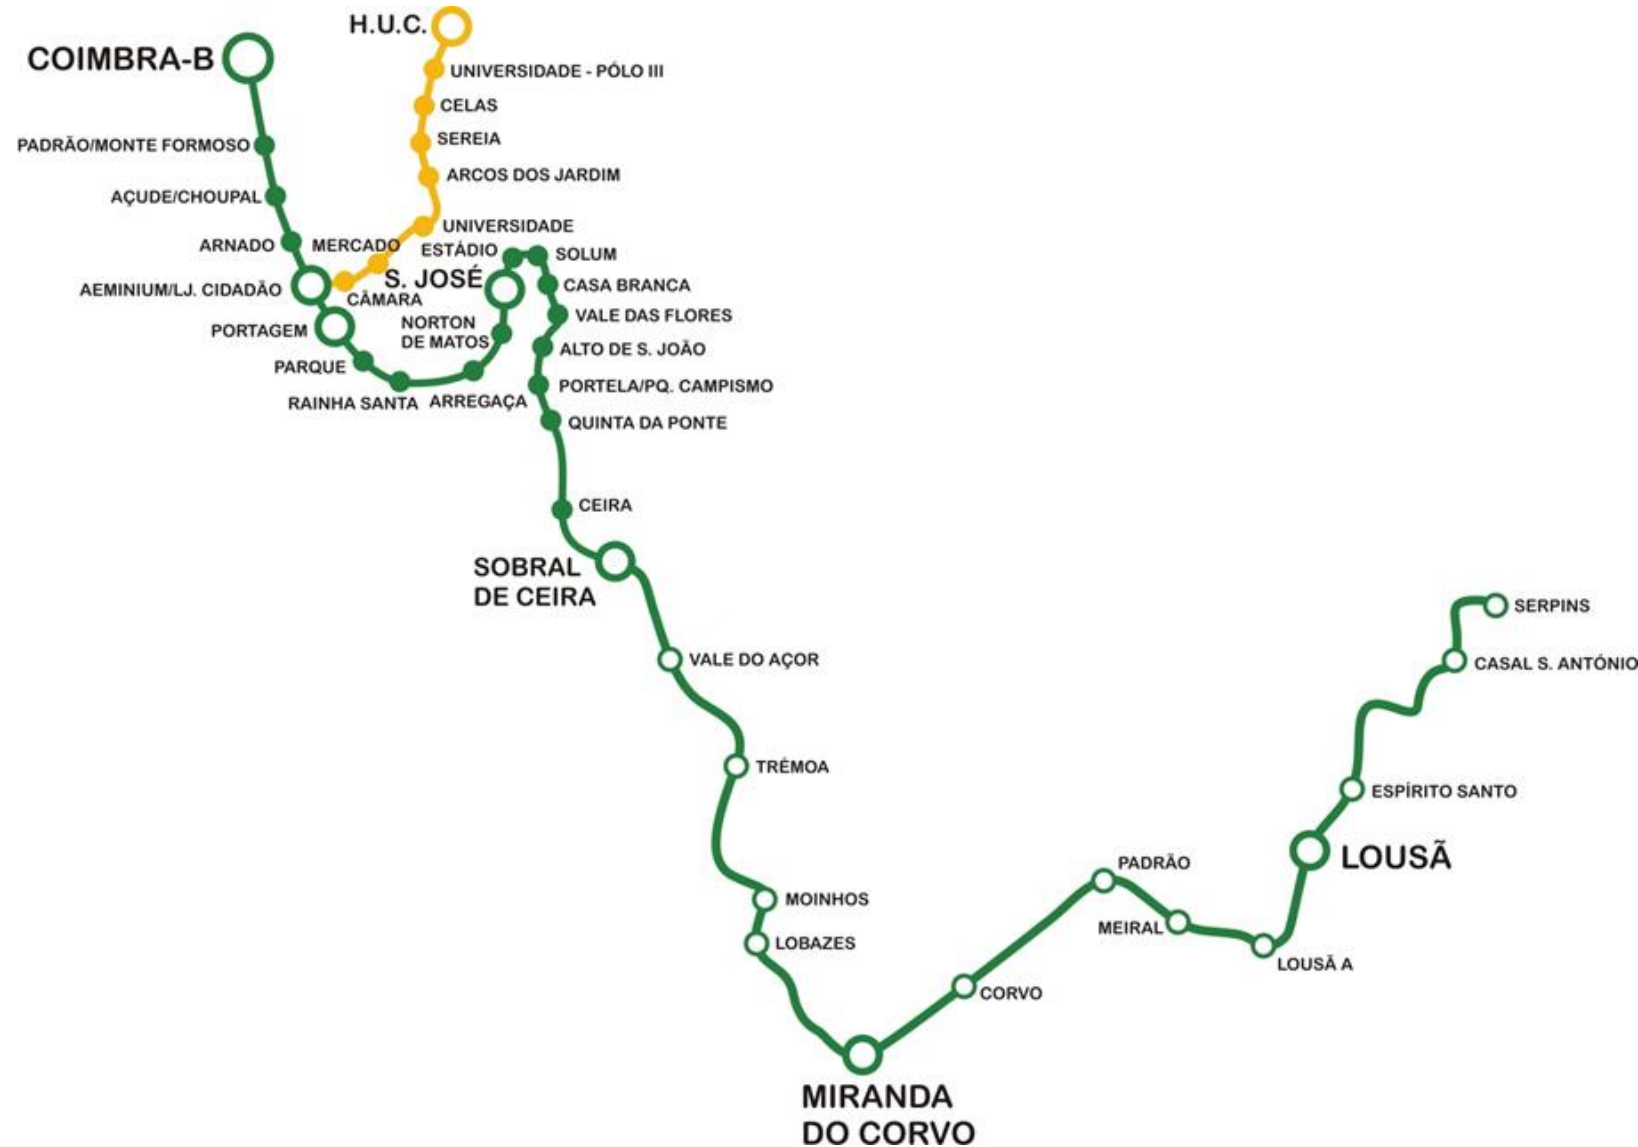 H.U.C.
COIMBRA-B
UNIVERSIDADE - PÓLO III
CELAS
SEREIA
PADRÃO/MONTE FORMOSO
ARCOS DOS JARDIM
AÇUDE/CHOUPAL
UNIVERSIDADE
ARNADO
MERCADO
ESTÁDIO
SOLUM
S. JOSÉ
CASA BRANCA
AEMINIUM/LJ. CIDADÃO
CÂMARA
VALE DAS FLORES
PORTAGEM
NORTON
DE MATOS
ALTO DE S. JOÃO
PARQUE
PORTELA/PQ. CAMPISMO
RAINHA SANTA
ARREGAÇA
QUINTA DA PONTE
CEIRA
SOBRAL
DE CEIRA
SERPINS
VALE DO AÇOR
CASAL S. ANTÓNIO
TRÉMOA
ESPÍRITO SANTO
LOUSÃ
PADRÃO
MOINHOS
MEIRAL
LOBAZES
LOUSÃ A
CORVO
MIRANDA
DO CORVO